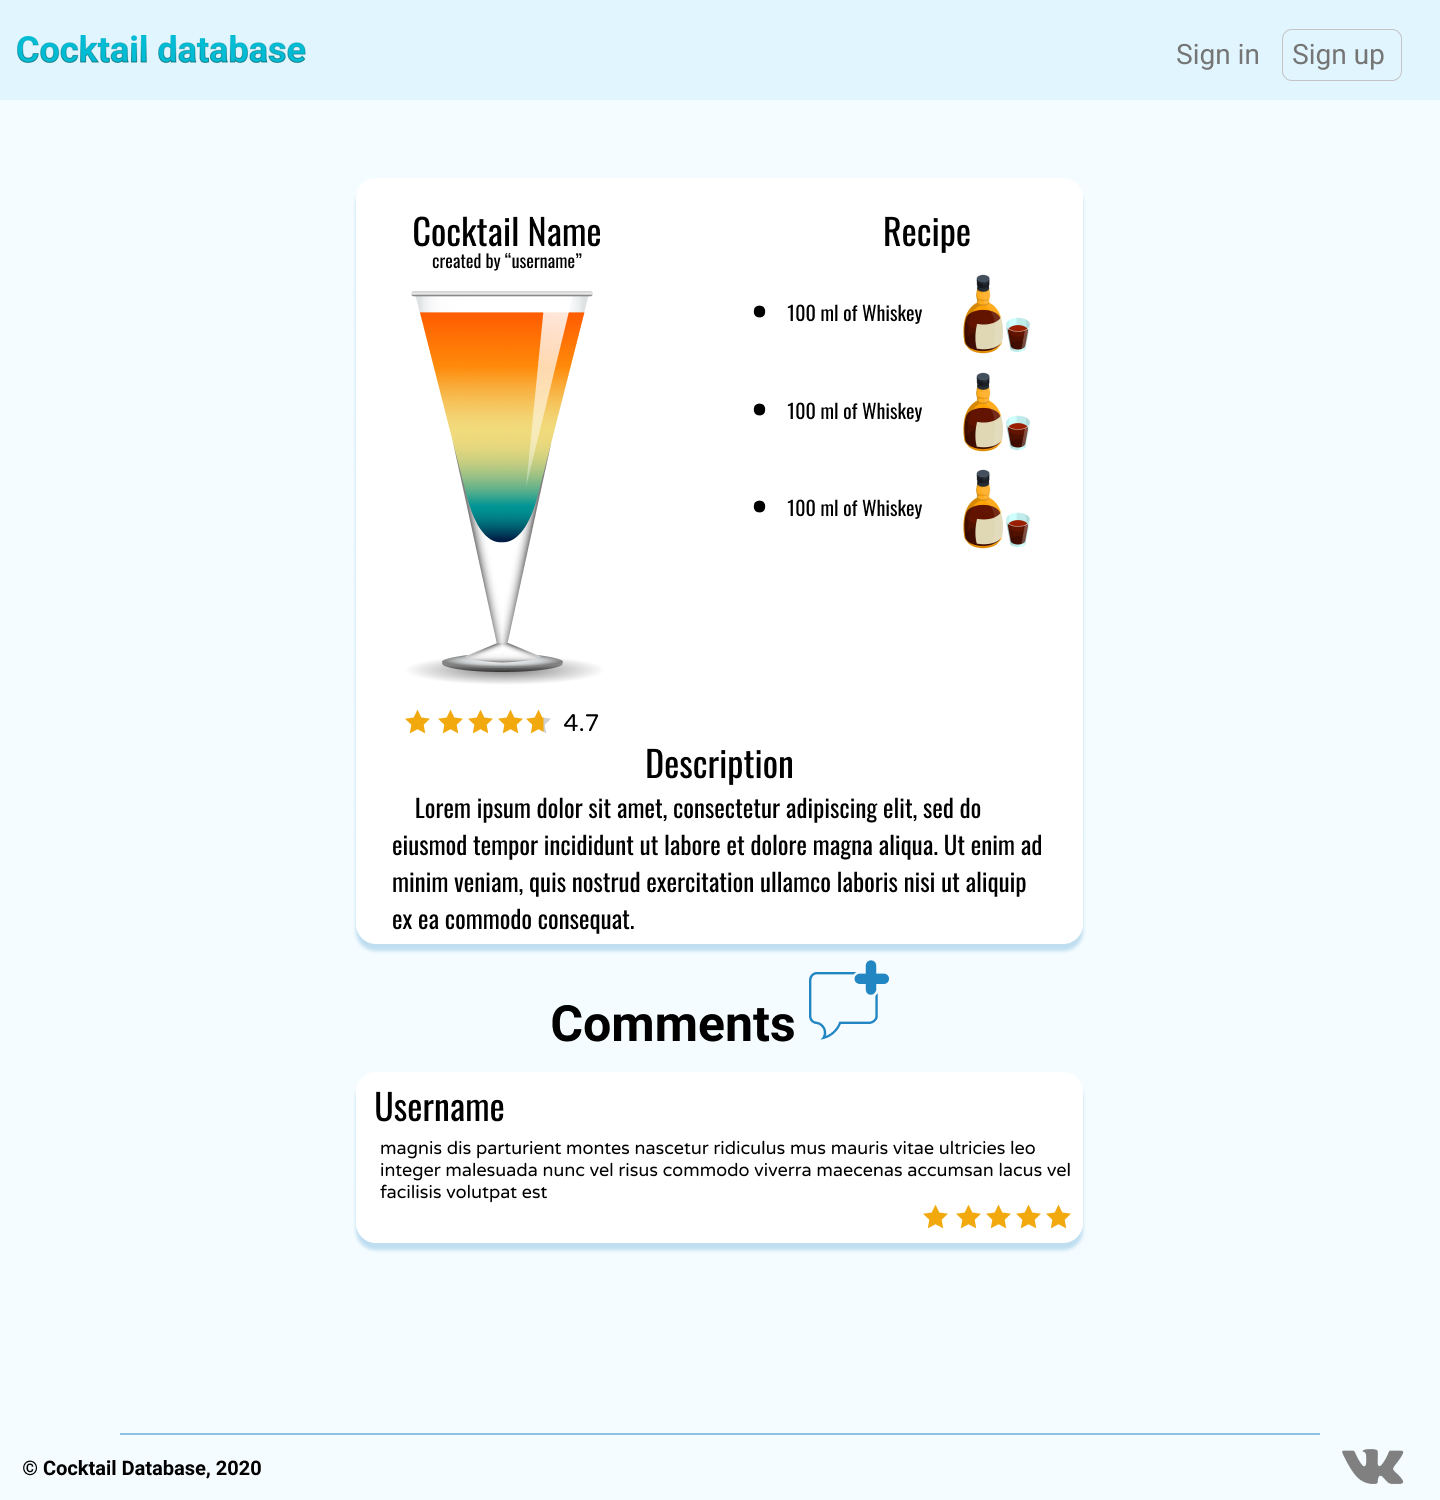 Cocktail database
Sign in
Sign up
Cocktail Name
created by “username”
Recipe
100 ml of Whiskey
100 ml of Whiskey
100 ml of Whiskey
4.7
Description
Lorem ipsum dolor sit amet, consectetur adipiscing elit, sed do
eiusmod tempor incididunt ut labore et dolore magna aliqua. Ut enim ad
minim veniam, quis nostrud exercitation ullamco laboris nisi ut aliquip
ex ea commodo consequat.
Comments
Username
magnis dis parturient montes nascetur ridiculus mus mauris vitae ultricies leo
integer malesuada nunc vel risus commodo viverra maecenas accumsan lacus vel
facilisis volutpat est
© Cocktail Database, 2020